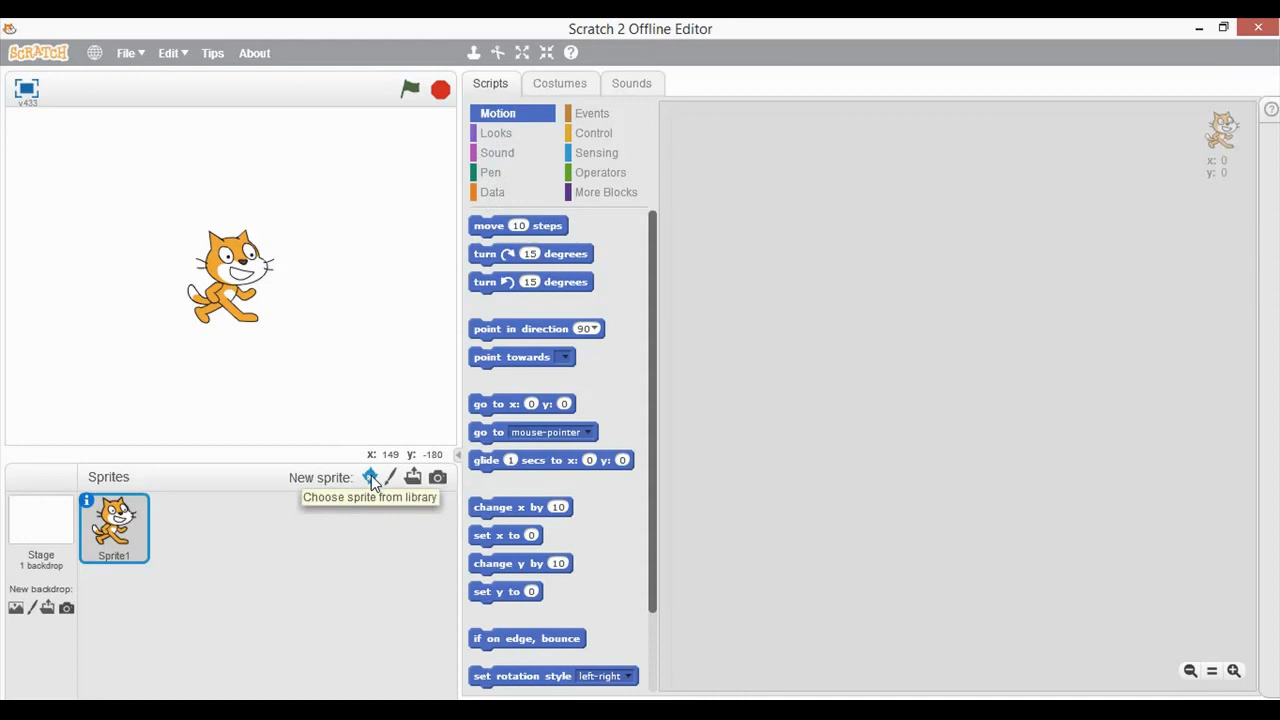 Scratch 2 Offline Editor
SCRATCH File Edit Tips About
v433
Scripts Costumes Sounds
Motion Events
Looks Control
Sound Sensing
Pen Operators
Data More Blocks
x: 0
y: 0
move 10 steps
turn 15 degrees
turn 15 degrees
point in direction 90
point towards
go to x: 0 y: 0
go to mouse-pointer
glide 1 secs to x: 0 y: 0
change x by 10
set x to 0
change y by 10
set y to 0
if on edge, bounce
set rotation style left-right
x: 149 y: -180
Sprites New sprite:
Choose sprite from library
Sprite1
Stage
1 backdrop
New backdrop: